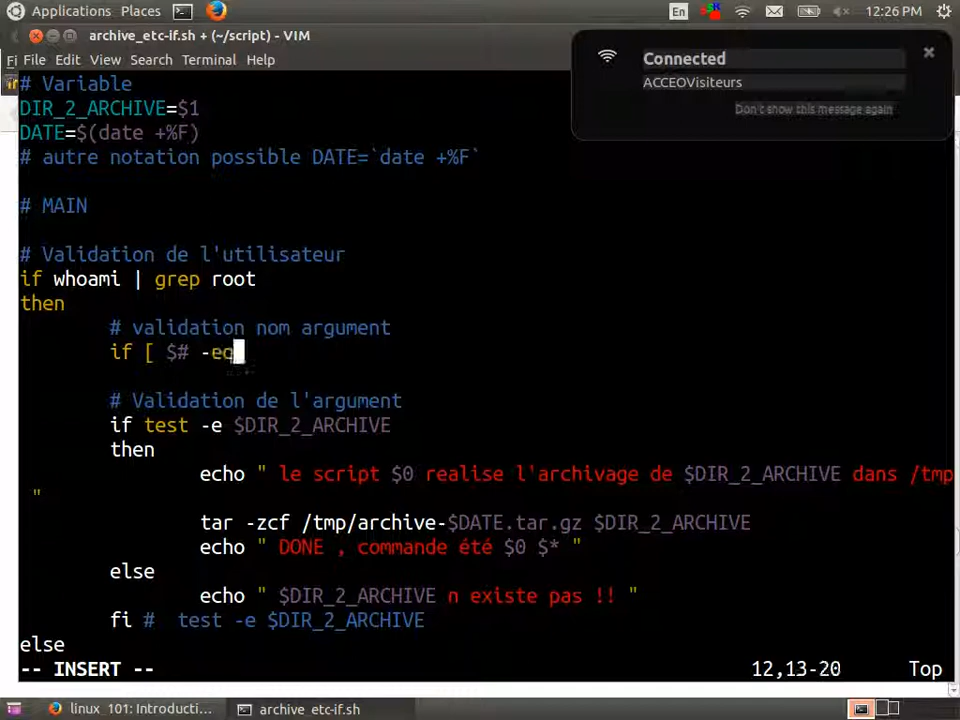 Applications Places En 12:26 PM
archive_etc-if.sh + (~/script) - VIM
Fi File Edit View Search Terminal Help
Connected
ACCEOVisiteurs
Don't show this message again
# Variable
DIR_2_ARCHIVE=$1
DATE=$(date +%F)
# autre notation possible DATE=`date +%F`
# MAIN
# Validation de l'utilisateur
if whoami | grep root
then
# validation nom argument
if [ $# -eq
# Validation de l'argument
if test -e $DIR_2_ARCHIVE
then
echo " le script $0 realise l'archivage de $DIR_2_ARCHIVE dans /tmp
"
tar -zcf /tmp/archive-$DATE.tar.gz $DIR_2_ARCHIVE
echo " DONE , commande été $0 $* "
else
echo " $DIR_2_ARCHIVE n existe pas !! "
fi # test -e $DIR_2_ARCHIVE
else
-- INSERT -- 12,13-20 Top
linux_101: Introducti... archive_etc-if.sh